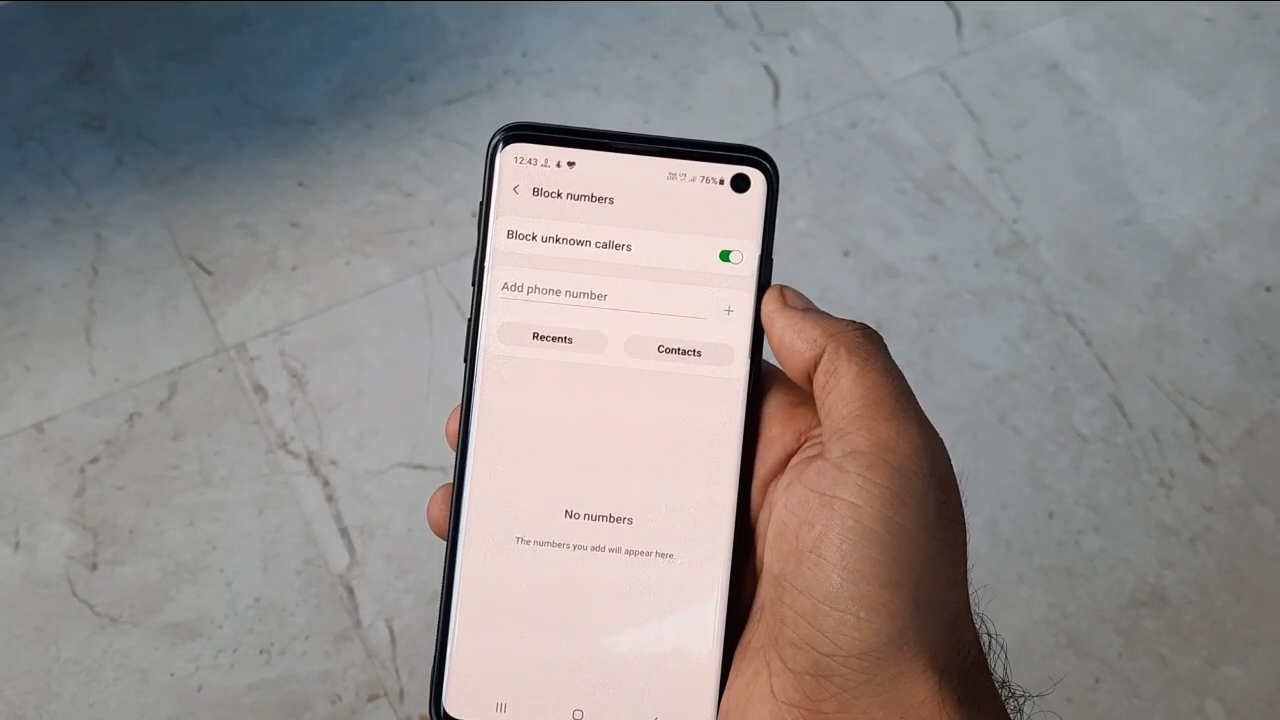 12:43
76%
Block numbers
Block unknown callers
Add phone number
Recents
Contacts
No numbers
The numbers you add will appear here.